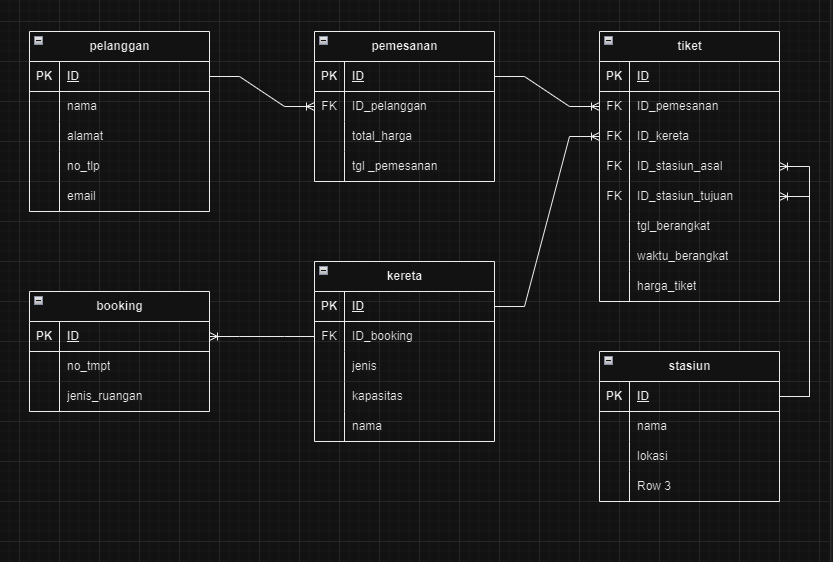 pelanggan
PK ID
nama
alamat
no_tlp
email
pemesanan
PK ID
FK ID_pelanggan
total_harga
tgl _pemesanan
tiket
PK ID
FK ID_pemesanan
FK ID_kereta
FK ID_stasiun_asal
FK ID_stasiun_tujuan
tgl_berangkat
waktu_berangkat
harga_tiket
booking
PK ID
no_tmpt
jenis_ruangan
kereta
PK ID
FK ID_booking
jenis
kapasitas
nama
stasiun
PK ID
nama
lokasi
Row 3